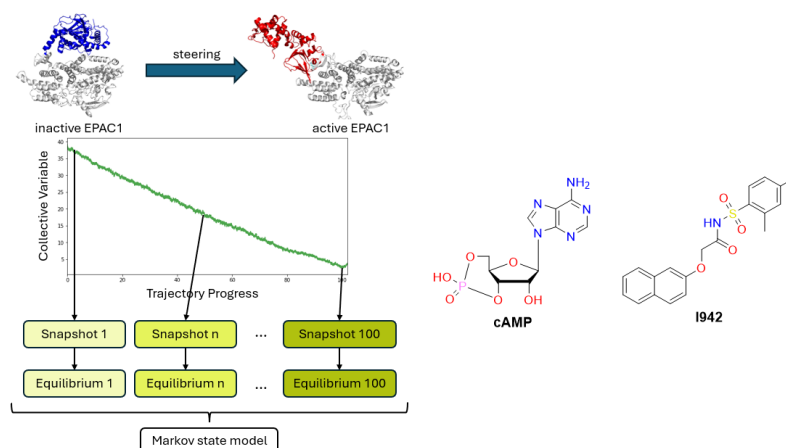 steering
inactive EPAC1
active EPAC1
Collective Variable
40
35
30
25
20
15
10
5
0
20
40
60
80
100
Trajectory Progress
Snapshot 1
Snapshot n
...
Snapshot 100
Equilibrium 1
Equilibrium n
...
Equilibrium 100
Markov state model
NH2
N
N
N
N
O
O
HO
P
O
O
OH
cAMP
O
S
HN
O
O
O
I942